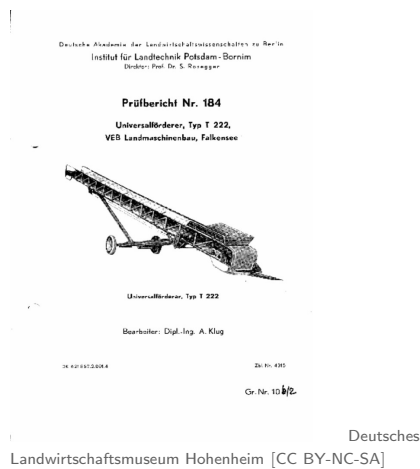 Deutsche Akademie der Landwirtschaftswissenschaften zu Berlin
Institut für Landtechnik Potsdam - Bornim
Direktor: Prof. Dr. S. Rosegger
Prüfbericht Nr. 184
Universalförderer, Typ T 222,
VEB Landmaschinenbau, Falkensee
Universalförderer, Typ T 222
Bearbeiter: Dipl.-Ing. A. Klug
Zbl. Nr.
Gr. Nr. 10 b/2
Deutsches
Landwirtschaftsmuseum Hohenheim [CC BY-NC-SA]